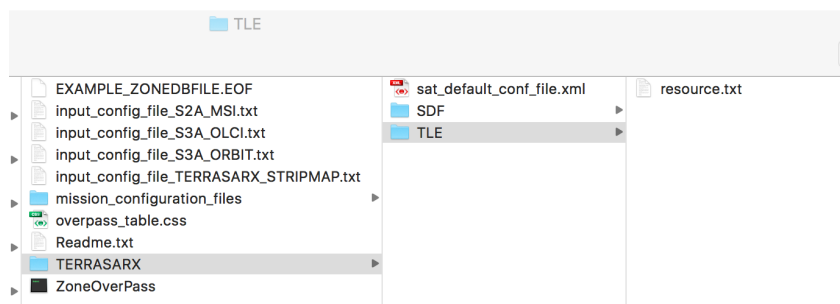 TLE
EXAMPLE_ZONEDBFILE.EOF
input_config_file_S2A_MSI.txt
input_config_file_S3A_OLCI.txt
input_config_file_S3A_ORBIT.txt
input_config_file_TERRASARX_STRIPMAP.txt
mission_configuration_files
overpass_table.css
Readme.txt
TERRASARX
ZoneOverPass
sat_default_conf_file.xml
SDF
TLE
resource.txt